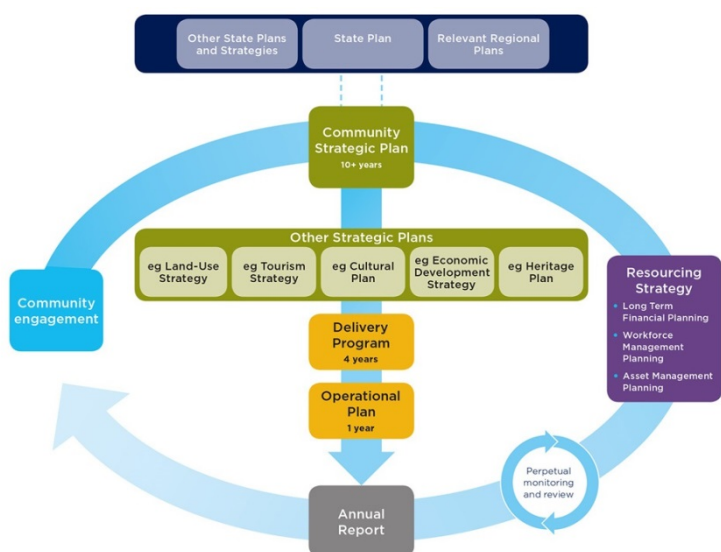 Other State Plans
and Strategies
State Plan
Relevant Regional
Plans
Community
Strategic Plan
10+ years
Other Strategic Plans
eg Land-Use
Strategy
eg Tourism
Strategy
eg Cultural
Plan
eg Economic
Development
Strategy
eg Heritage
Plan
Community
engagement
Resourcing
Strategy
• Long Term
Financial Planning
• Workforce
Management
Planning
• Asset Management
Planning
Delivery
Program
4 years
Operational
Plan
1 year
Perpetual
monitoring
and review
Annual
Report